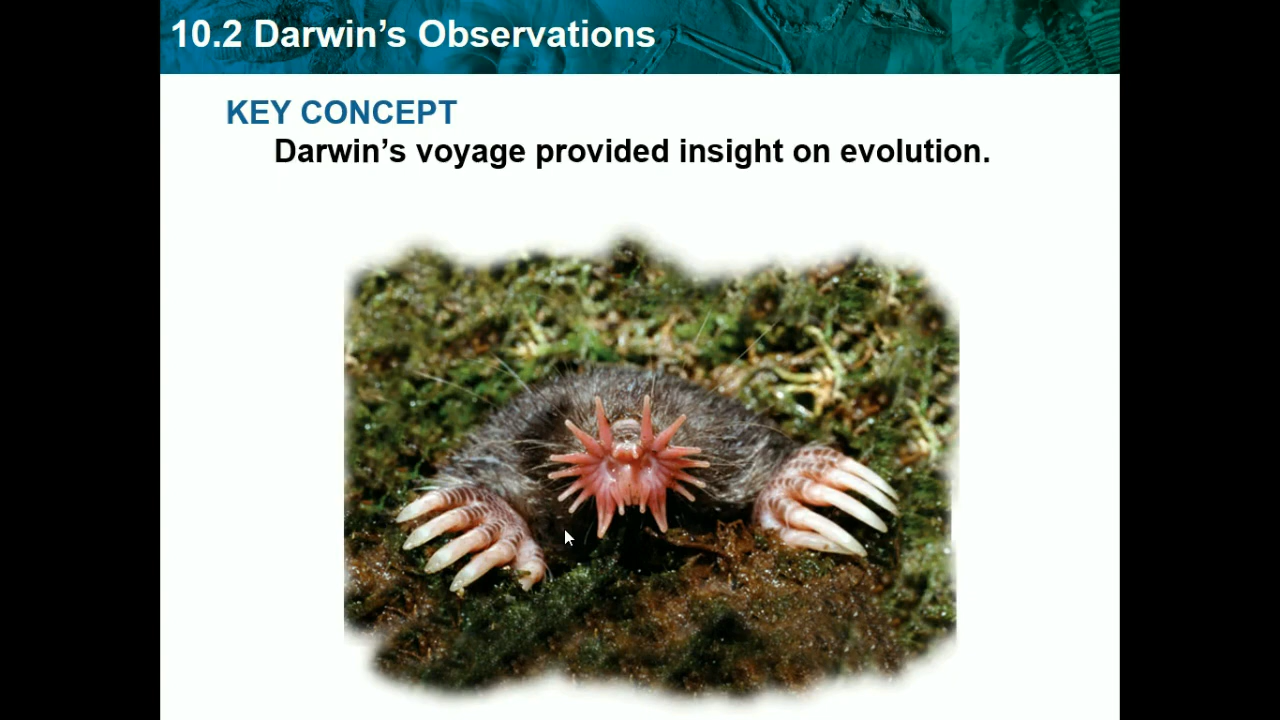 10.2 Darwin’s Observations
KEY CONCEPT
Darwin’s voyage provided insight on evolution.